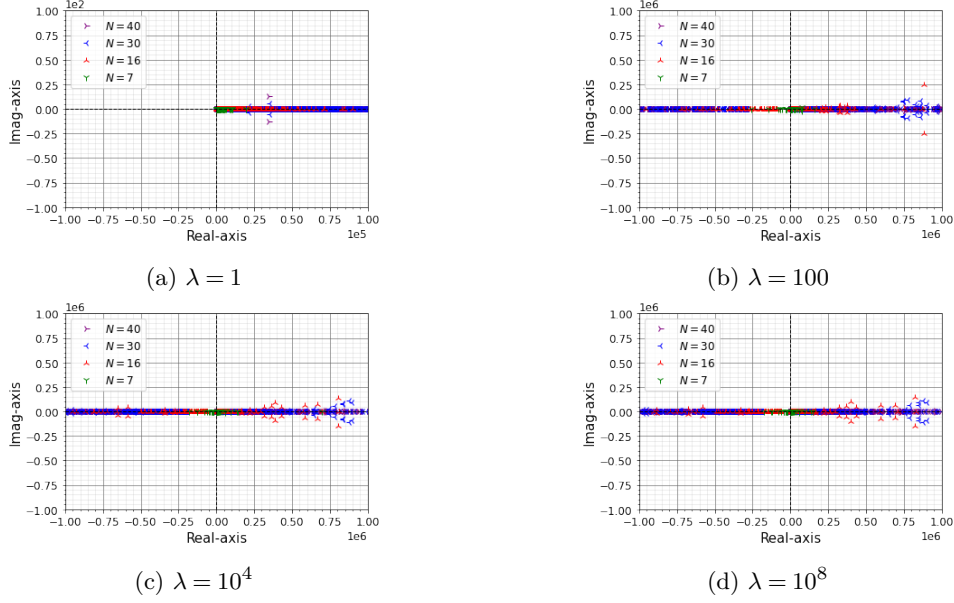 1e2
1.00
0.75
0.50
0.25
0.00
−0.25
−0.50
−0.75
−1.00
Imag-axis
N = 40
N = 30
N = 16
N = 7
−1.00 −0.75 −0.50 −0.25 0.00 0.25 0.50 0.75 1.00
Real-axis
1e5
(a) λ = 1
1e6
1.00
0.75
0.50
0.25
0.00
−0.25
−0.50
−0.75
−1.00
Imag-axis
N = 40
N = 30
N = 16
N = 7
−1.00 −0.75 −0.50 −0.25 0.00 0.25 0.50 0.75 1.00
Real-axis
1e6
(b) λ = 100
1e6
1.00
0.75
0.50
0.25
0.00
−0.25
−0.50
−0.75
−1.00
Imag-axis
N = 40
N = 30
N = 16
N = 7
−1.00 −0.75 −0.50 −0.25 0.00 0.25 0.50 0.75 1.00
Real-axis
1e6
(c) λ = 10⁴
1e6
1.00
0.75
0.50
0.25
0.00
−0.25
−0.50
−0.75
−1.00
Imag-axis
N = 40
N = 30
N = 16
N = 7
−1.00 −0.75 −0.50 −0.25 0.00 0.25 0.50 0.75 1.00
Real-axis
1e6
(d) λ = 10⁸